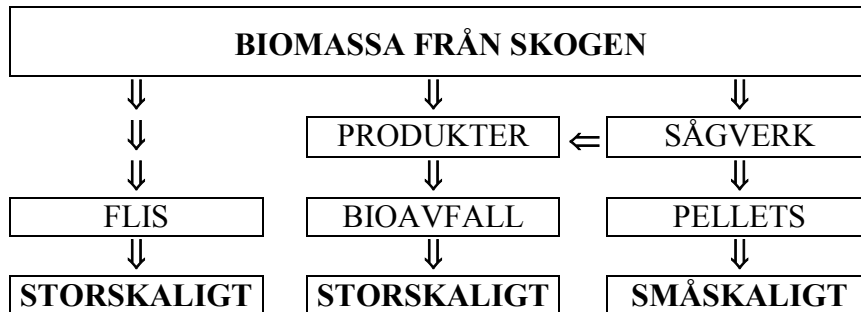 BIOMASSA FRÅN SKOGEN
⇓ ⇓ ⇓
⇓ PRODUKTER ⇐ SÅGVERK
⇓ ⇓ ⇓
FLIS BIOAVFALL PELLETS
⇓ ⇓ ⇓
STORSKALIGT STORSKALIGT SMÅSKALIGT